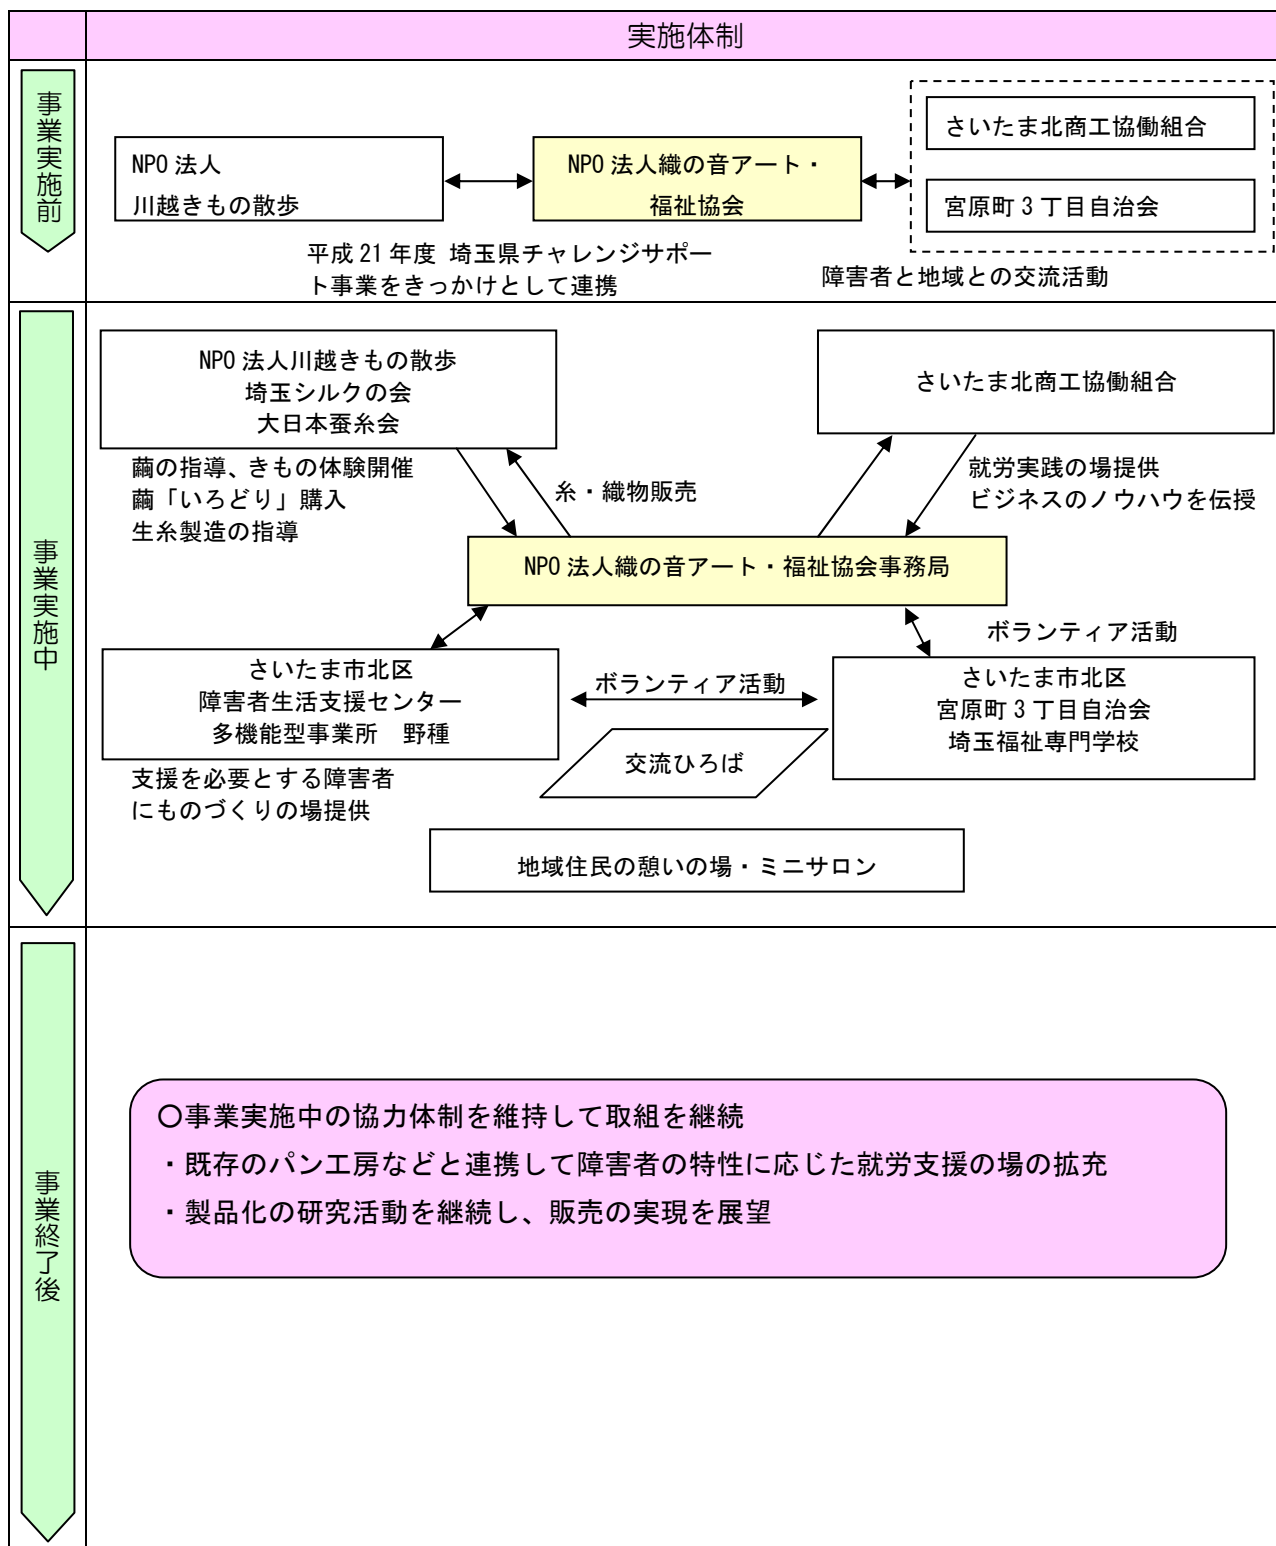 実施体制
事業実施前
NPO 法人
川越きもの散歩
NPO 法人織の音アート・
福祉協会
さいたま北商工協働組合
宮原町 3 丁目自治会
平成 21 年度 埼玉県チャレンジサポー
ト事業をきっかけとして連携
障害者と地域との交流活動
事業実施中
NPO 法人川越きもの散歩
埼玉シルクの会
大日本蚕糸会
さいたま北商工協働組合
繭の指導、きもの体験開催
繭「いろどり」購入
生糸製造の指導
糸・織物販売
就労実践の場提供
ビジネスのノウハウを伝授
NPO 法人織の音アート・福祉協会事務局
ボランティア活動
さいたま市北区
障害者生活支援センター
多機能型事業所 野種
ボランティア活動
さいたま市北区
宮原町 3 丁目自治会
埼玉福祉専門学校
交流ひろば
支援を必要とする障害者
にものづくりの場提供
地域住民の憩いの場・ミニサロン
事業終了後
○事業実施中の協力体制を維持して取組を継続
・既存のパン工房などと連携して障害者の特性に応じた就労支援の場の拡充
・製品化の研究活動を継続し、販売の実現を展望